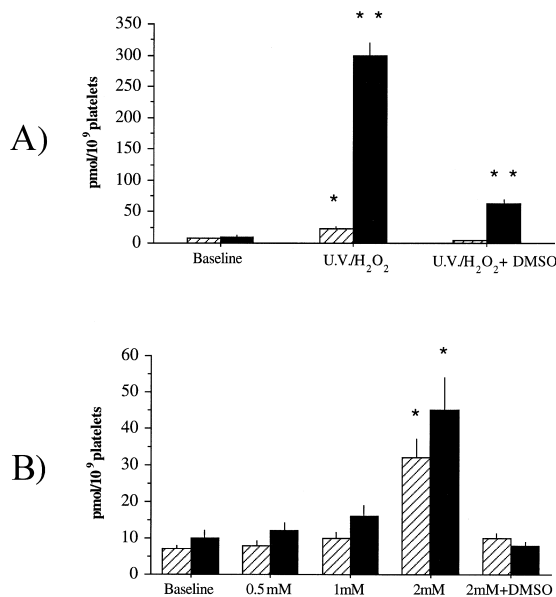 A)
pmol/10⁹ platelets
350
300
250
200
150
100
50
0
*
* *
* *
Baseline
U.V./H₂O₂
U.V./H₂O₂+ DMSO
B)
pmol/10⁹ platelets
60
50
40
30
20
10
0
*
*
Baseline
0.5 mM
1mM
2mM
2mM+DMSO